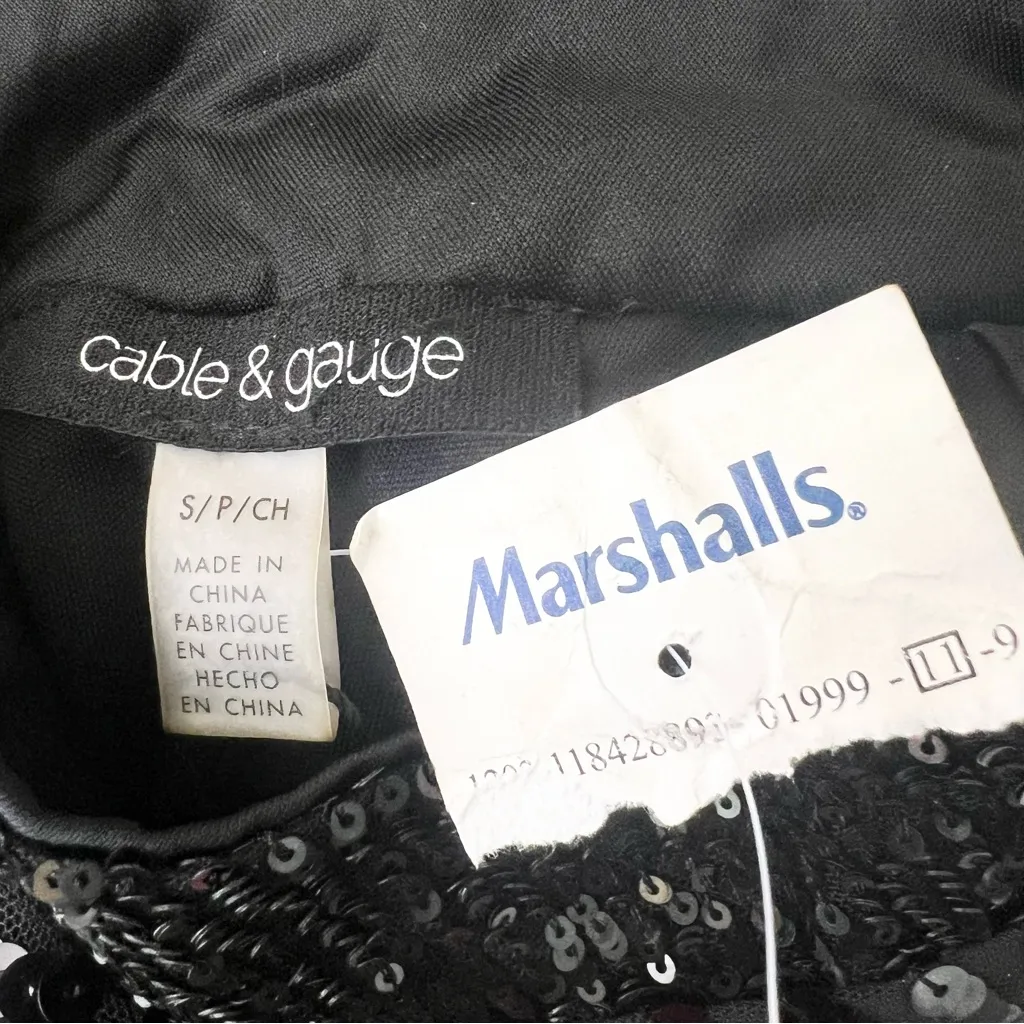 cable & gauge
S/P/CH
MADE IN
CHINA
FABRIQUE
EN CHINE
HECHO
EN CHINA
Marshalls®
01999 - 11 - 9